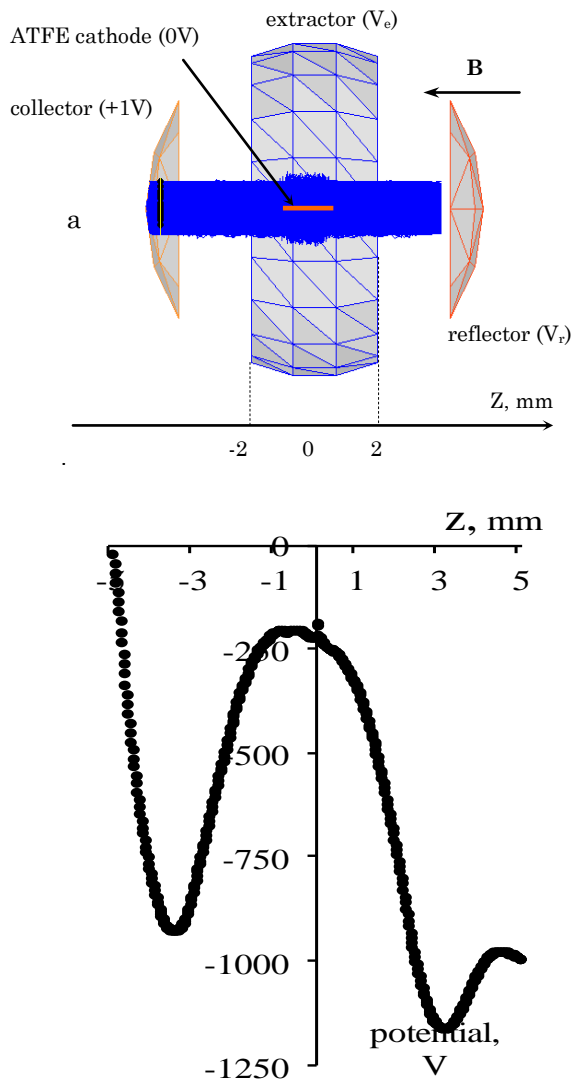 extractor (Vₑ)
ATFE cathode (0V)
B
collector (+1V)
a
reflector (Vᵣ)
Z, mm
-2 0 2
.
Z, mm
0
-3 -1 1 3 5
-250
-500
-750
-1000
potential,
V
-1250